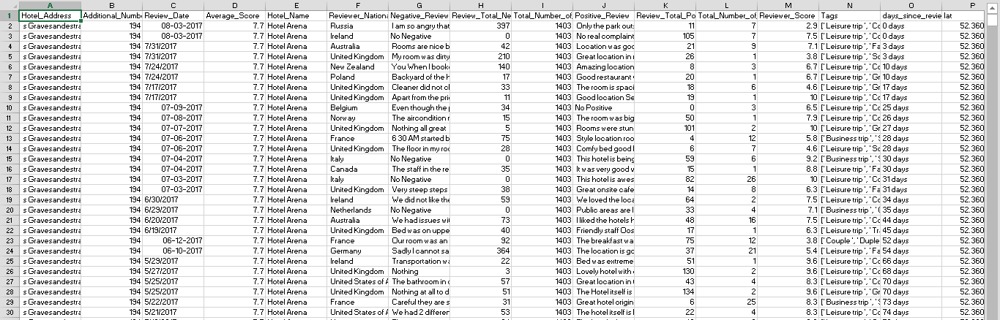 A B C D E F G H I J K L M N O P
1 Hotel_Address Additional_Numb Review_Date Average_Score Hotel_Name Reviewer_Nationa Negative_Review Review_Total_Ne Total_Number_of Positive_Review Review_Total_Po Total_Number_of Reviewer_Score Tags days_since_revie lat
2 s Gravesandestra 194 08-03-2017 7.7 Hotel Arena Russia I am so angry that 397 1403 Only the park out 11 7 2.9 [' Leisure trip ', ' Co 0 days 52.360
3 s Gravesandestra 194 08-03-2017 7.7 Hotel Arena Ireland No Negative 0 1403 No real complaint 105 7 7.5 [' Leisure trip ', ' Co 0 days 52.360
4 s Gravesandestra 194 7/31/2017 7.7 Hotel Arena Australia Rooms are nice b 42 1403 Location was goo 21 9 7.1 [' Leisure trip ', ' Fa 3 days 52.360
5 s Gravesandestra 194 7/31/2017 7.7 Hotel Arena United Kingdom My room was dirty 210 1403 Great location in 26 1 3.8 [' Leisure trip ', ' So 3 days 52.360
6 s Gravesandestra 194 7/24/2017 7.7 Hotel Arena New Zealand You When I book 140 1403 Amazing location 8 3 6.7 [' Leisure trip ', ' Co 10 days 52.360
7 s Gravesandestra 194 7/24/2017 7.7 Hotel Arena Poland Backyard of the h 17 1403 Good restaurant 20 1 6.7 [' Leisure trip ', ' Gr 10 days 52.360
8 s Gravesandestra 194 7/17/2017 7.7 Hotel Arena United Kingdom Cleaner did not cl 33 1403 The room is spaci 18 6 4.6 [' Leisure trip ', ' Gr 17 days 52.360
9 s Gravesandestra 194 7/17/2017 7.7 Hotel Arena United Kingdom Apart from the pri 11 1403 Good location Se 19 1 10 [' Leisure trip ', ' Co 17 days 52.360
10 s Gravesandestra 194 07-09-2017 7.7 Hotel Arena Belgium Even though the 34 1403 No Positive 0 3 6.5 [' Leisure trip ', ' Co 25 days 52.360
11 s Gravesandestra 194 07-08-2017 7.7 Hotel Arena Norway The aircondition 15 1403 The room was big 50 1 7.9 [' Leisure trip ', ' Co 26 days 52.360
12 s Gravesandestra 194 07-07-2017 7.7 Hotel Arena United Kingdom Nothing all great 5 1403 Rooms were stun 101 2 10 [' Leisure trip ', ' Gr 27 days 52.360
13 s Gravesandestra 194 07-06-2017 7.7 Hotel Arena France 6 30 AM started b 75 1403 Style location roo 4 12 5.8 [' Business trip ', ' 28 days 52.360
14 s Gravesandestra 194 07-06-2017 7.7 Hotel Arena United Kingdom The floor in my roo 28 1403 Comfy bed good l 6 7 4.6 [' Leisure trip ', ' So 28 days 52.360
15 s Gravesandestra 194 07-04-2017 7.7 Hotel Arena Italy No Negative 0 1403 This hotel is being 59 6 9.2 [' Business trip ', ' 30 days 52.360
16 s Gravesandestra 194 07-04-2017 7.7 Hotel Arena Canada The staff in the re 35 1403 It was very good v 15 1 8.8 [' Leisure trip ', ' Fa 30 days 52.360
17 s Gravesandestra 194 07-03-2017 7.7 Hotel Arena Italy No Negative 0 1403 This hotel is awes 82 26 10 [' Leisure trip ', ' Co 31 days 52.360
18 s Gravesandestra 194 07-03-2017 7.7 Hotel Arena United Kingdom Very steep steps 38 1403 Great onsite cafe 14 8 6.3 [' Leisure trip ', ' Fa 31 days 52.360
19 s Gravesandestra 194 6/30/2017 7.7 Hotel Arena Ireland We did not like the 59 1403 We loved the loca 64 2 7.5 [' Leisure trip ', ' Co 34 days 52.360
20 s Gravesandestra 194 6/29/2017 7.7 Hotel Arena Netherlands No Negative 0 1403 Public areas are l 33 4 7.1 [' Business trip ', ' 35 days 52.360
21 s Gravesandestra 194 6/20/2017 7.7 Hotel Arena Australia We had issues wi 73 1403 I liked the hotels h 48 16 7.5 [' Leisure trip ', ' Co 44 days 52.360
22 s Gravesandestra 194 6/19/2017 7.7 Hotel Arena United Kingdom Bed was on uppe 40 1403 Friendly staff Oos 17 1 6.3 [' Leisure trip ', ' Tr 45 days 52.360
23 s Gravesandestra 194 06-12-2017 7.7 Hotel Arena France Our room was an 92 1403 The breakfast wa 75 12 3.8 [' Couple ', ' Duple 52 days 52.360
24 s Gravesandestra 194 06-10-2017 7.7 Hotel Arena Germany Sadly I cannot sa 364 1403 The location is go 37 21 5.4 [' Leisure trip ', ' Fa 54 days 52.360
25 s Gravesandestra 194 5/29/2017 7.7 Hotel Arena Ireland Transportation wa 22 1403 Bed was extreme 51 1 9.6 [' Leisure trip ', ' Co 66 days 52.360
26 s Gravesandestra 194 5/27/2017 7.7 Hotel Arena United Kingdom Nothing 3 1403 Lovely hotel with 130 2 9.6 [' Leisure trip ', ' Co 68 days 52.360
27 s Gravesandestra 194 5/25/2017 7.7 Hotel Arena United States of A The bathroom in 57 1403 Great location in 43 4 8.3 [' Leisure trip ', ' Co 70 days 52.360
28 s Gravesandestra 194 5/25/2017 7.7 Hotel Arena United Kingdom Nothing at all to d 51 1403 The Hotel itself is 134 2 9.6 [' Leisure trip ', ' Gr 70 days 52.360
29 s Gravesandestra 194 5/22/2017 7.7 Hotel Arena France Careful they are s 31 1403 Great hotel origin 6 25 8.3 [' Business trip ', ' 73 days 52.360
30 s Gravesandestra 194 5/21/2017 7.7 Hotel Arena United States of A We had 2 differen 53 1403 The hotel itself is l 22 4 8.3 [' Leisure trip ', ' Co 74 days 52.360